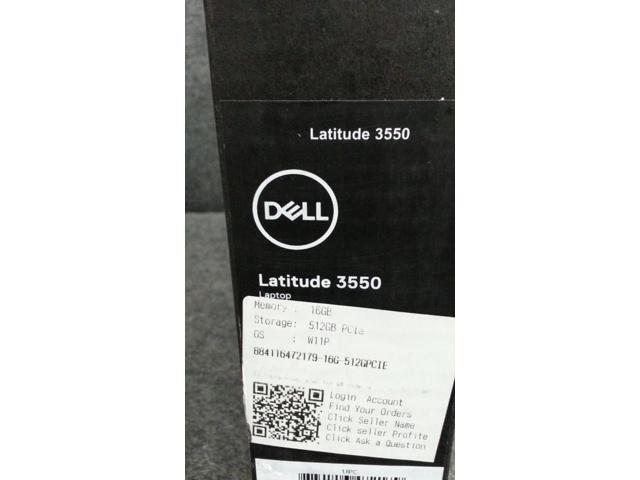 Latitude 3550
DELL
Latitude 3550
Laptop
Memory : 16GB
Storage: 512GB PCIe
OS : W11P
884116472179-16G-512GPCIE
Login Account
Find Your Orders
Click Seller Name
Click seller Profite
Click Ask a Question
UPC